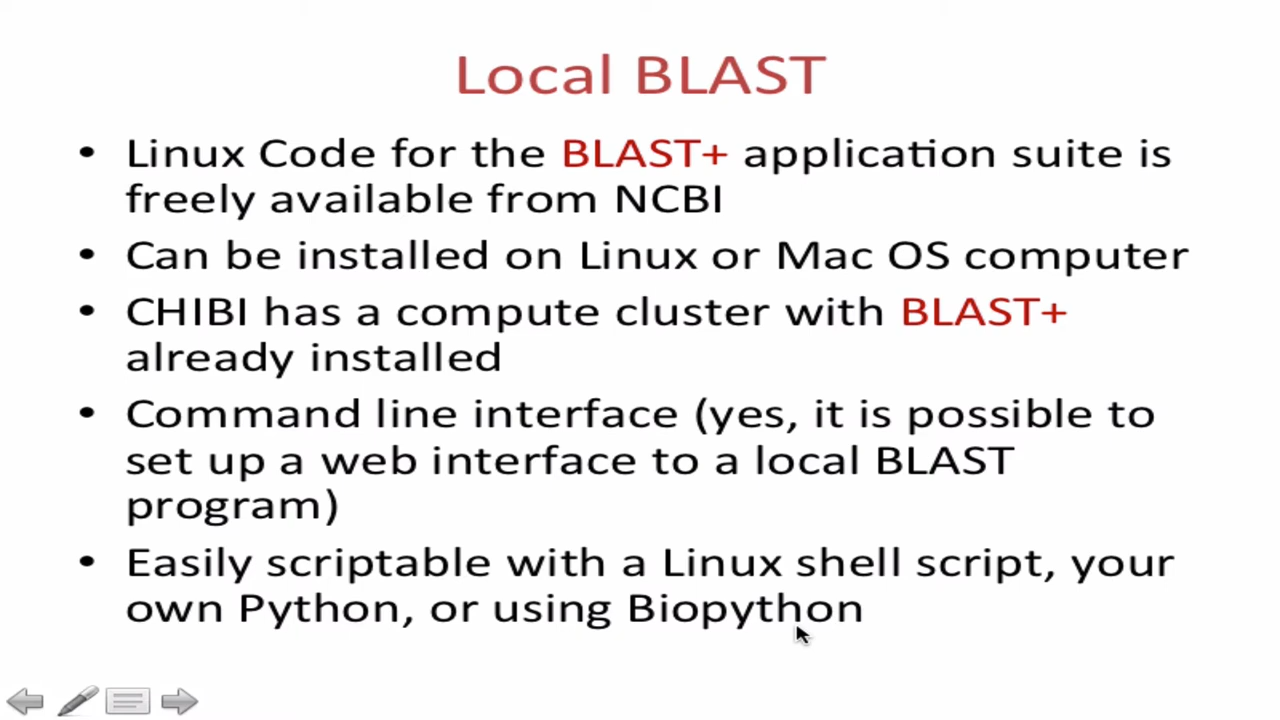 Local BLAST
• Linux Code for the BLAST+ application suite is
freely available from NCBI
• Can be installed on Linux or Mac OS computer
• CHIBI has a compute cluster with BLAST+
already installed
• Command line interface (yes, it is possible to
set up a web interface to a local BLAST
program)
• Easily scriptable with a Linux shell script, your
own Python, or using Biopython